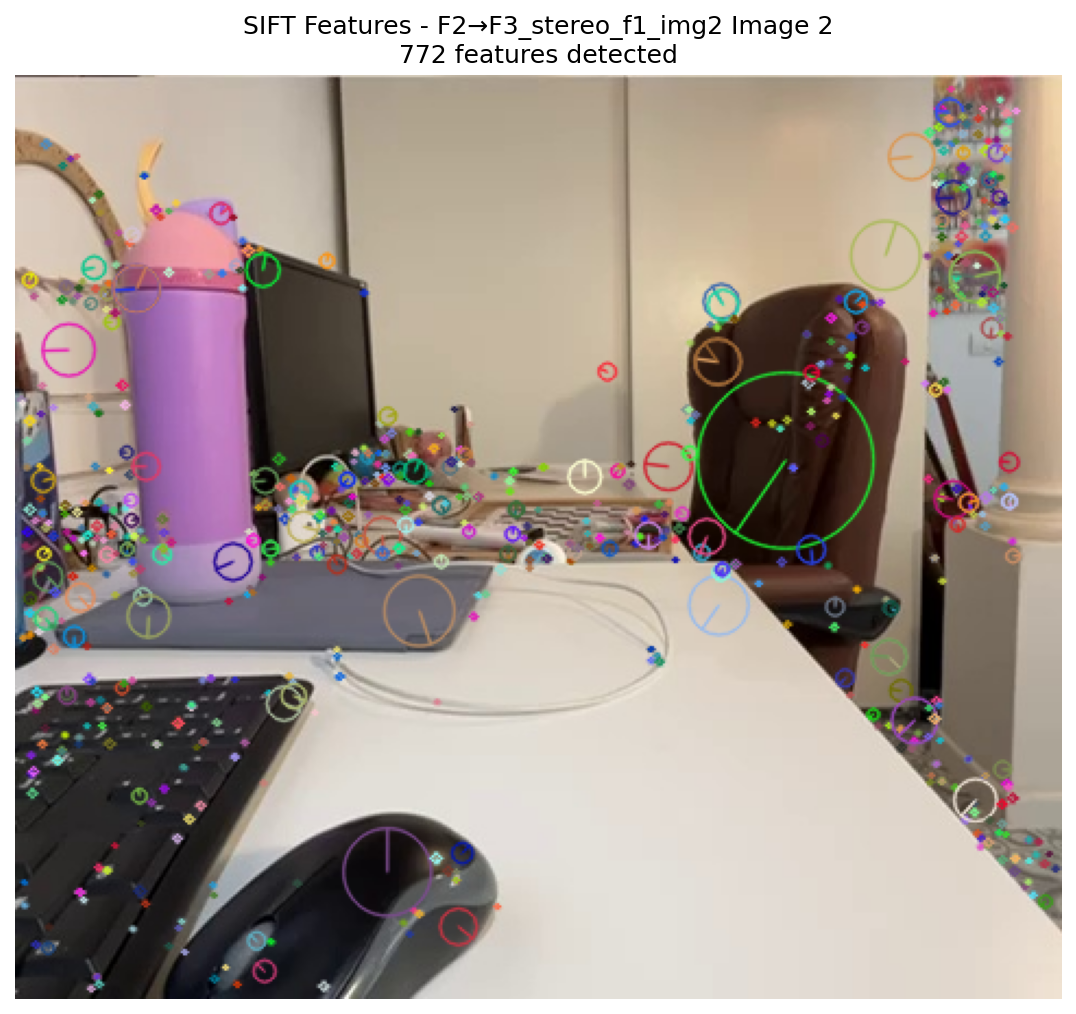 SIFT Features - F2→F3_stereo_f1_img2 Image 2
772 features detected